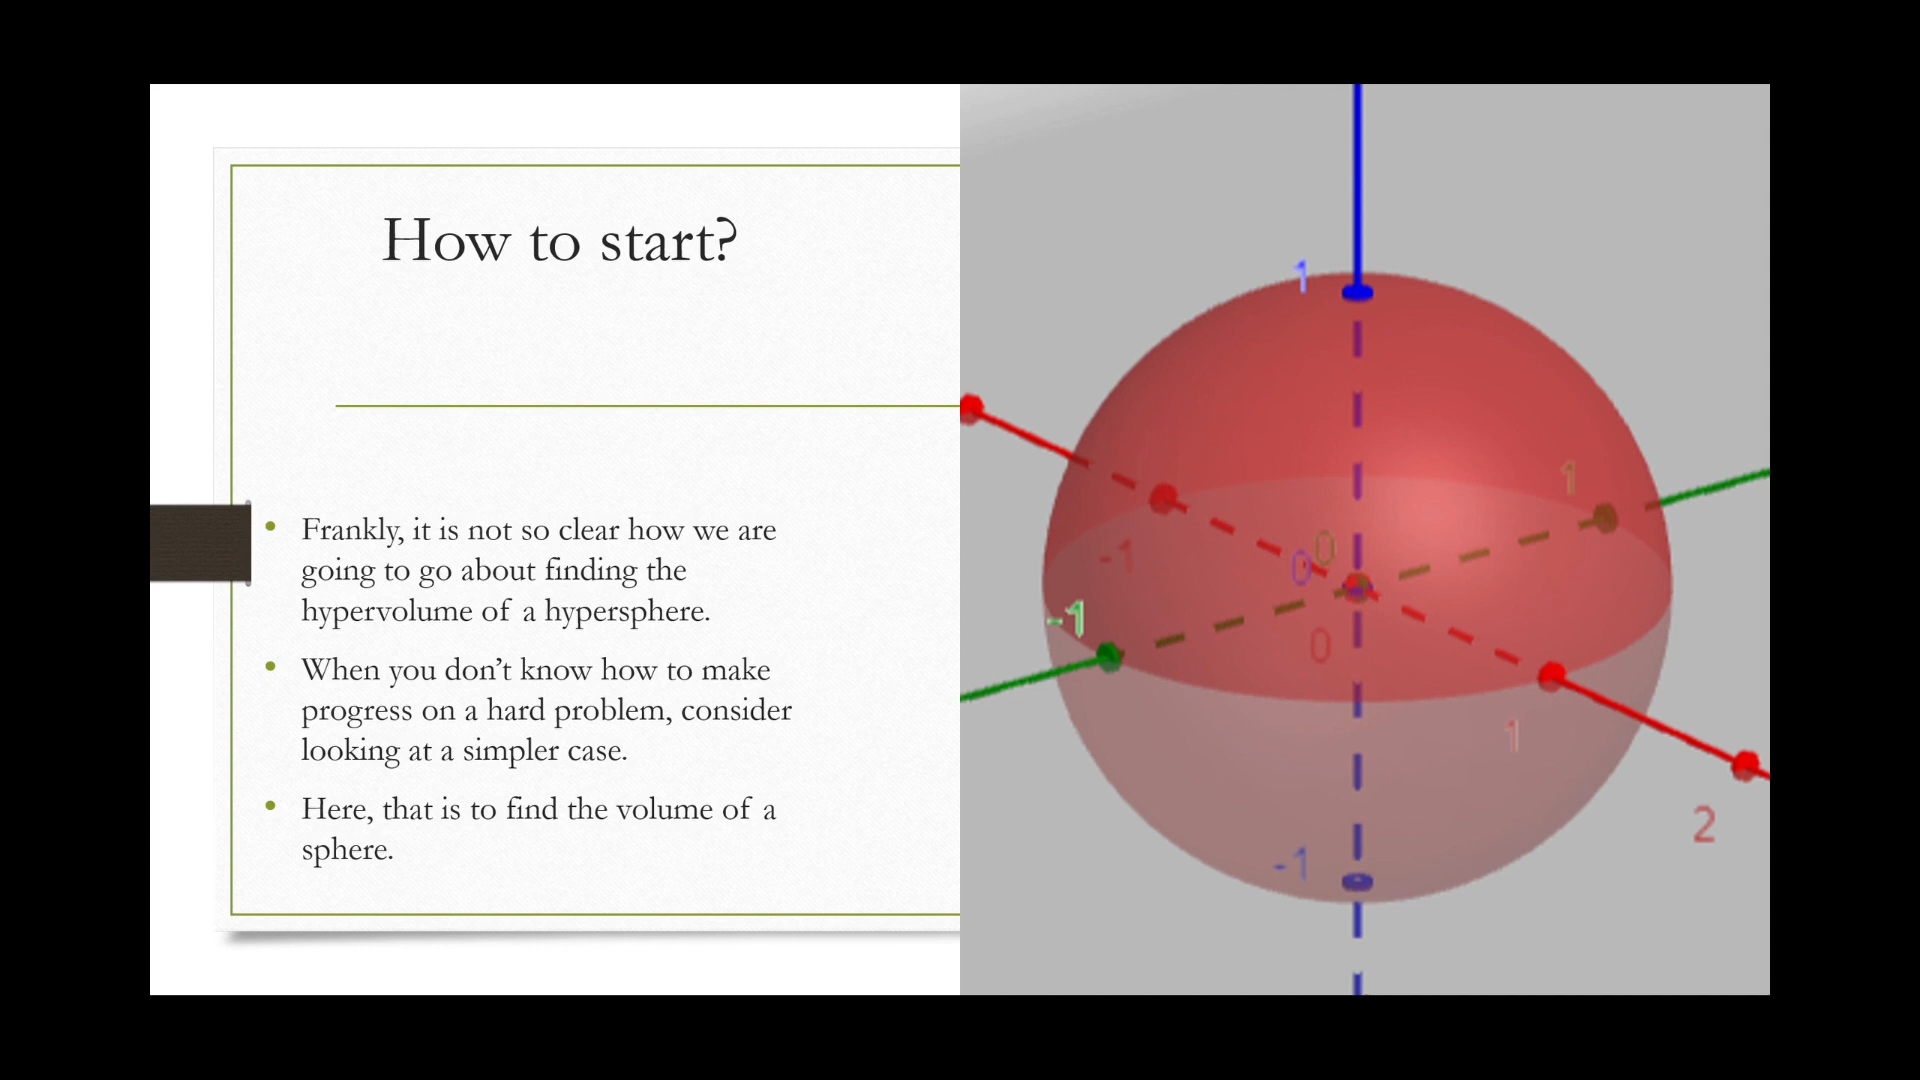 How to start?
Frankly, it is not so clear how we are
going to go about finding the
hypervolume of a hypersphere.
When you don’t know how to make
progress on a hard problem, consider
looking at a simpler case.
Here, that is to find the volume of a
sphere.
1
1
-1
0
0
-1
0
1
2
-1